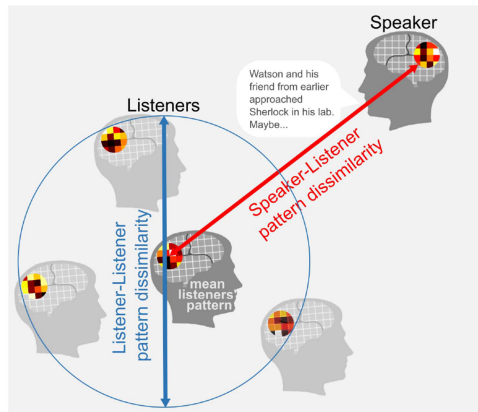 Speaker
Watson and his
friend from earlier
approached
Sherlock in his lab.
Maybe...
Listeners
Speaker-Listener
pattern dissimilarity
Listener-Listener
pattern dissimilarity
mean
listeners'
pattern